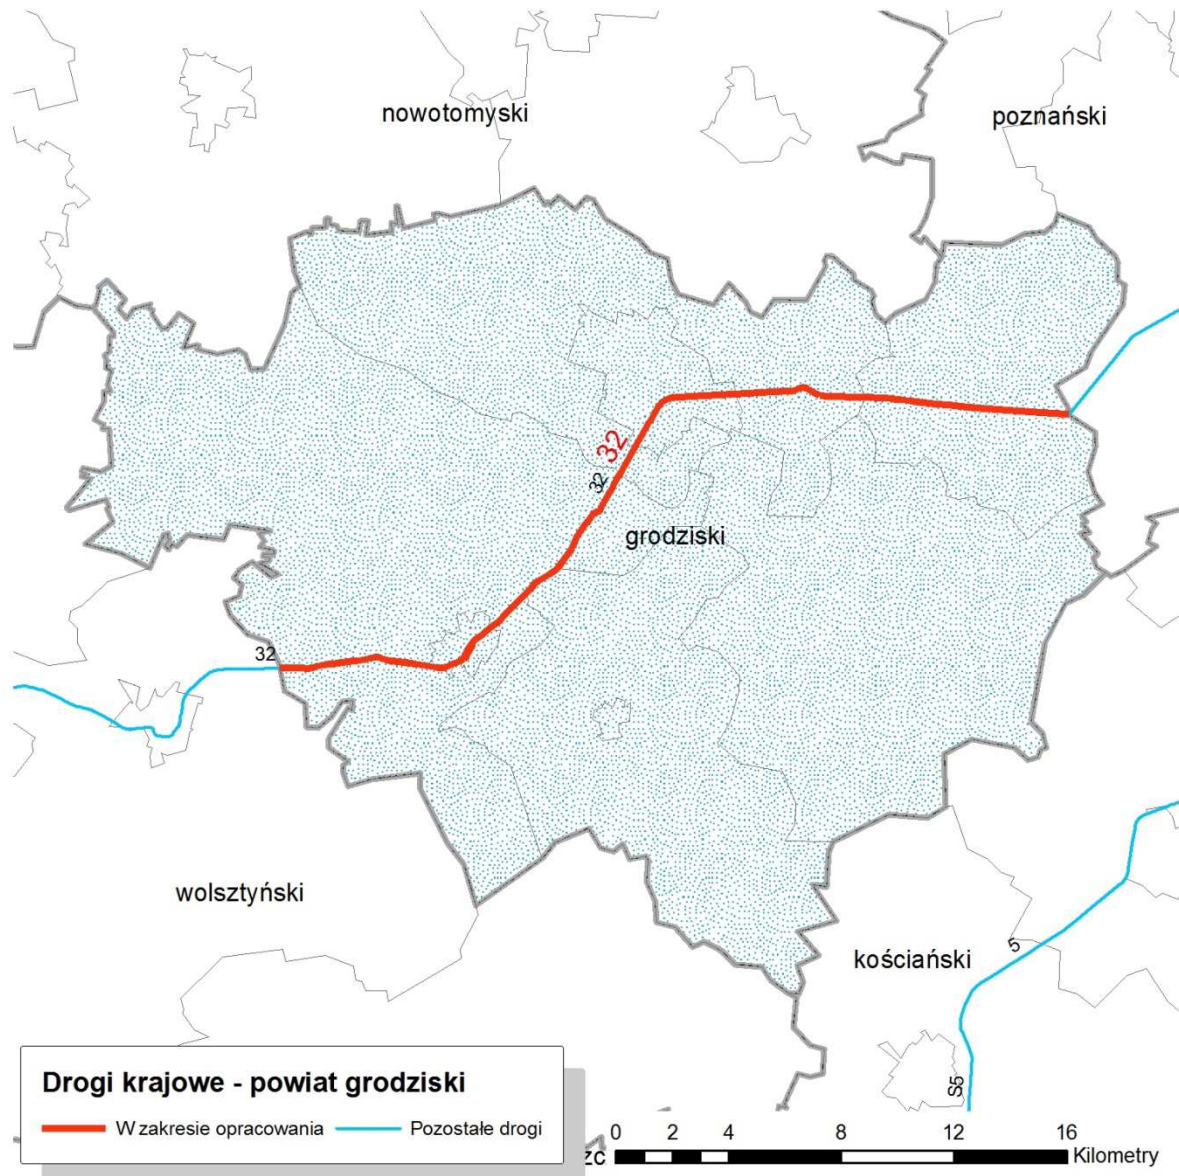 nowotomyski
poznański
32
32
grodziski
32
wolsztyński
kościański
5
S5
Drogi krajowe - powiat grodziski
W zakresie opracowania
Pozostałe drogi
0 2 4 8 12 16
zc
Kilometry